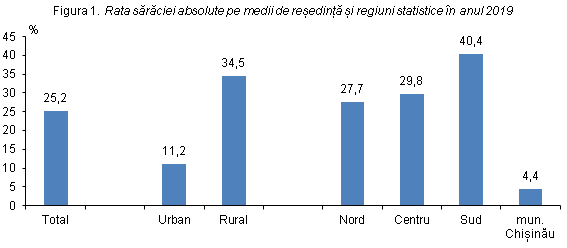 Figura 1. Rata sărăciei absolute pe medii de reședință și regiuni statistice în anul 2019
%
45
40
35
30
25
20
15
10
5
0
25,2
11,2
34,5
27,7
29,8
40,4
4,4
Total
Urban
Rural
Nord
Centru
Sud
mun.
Chișinău